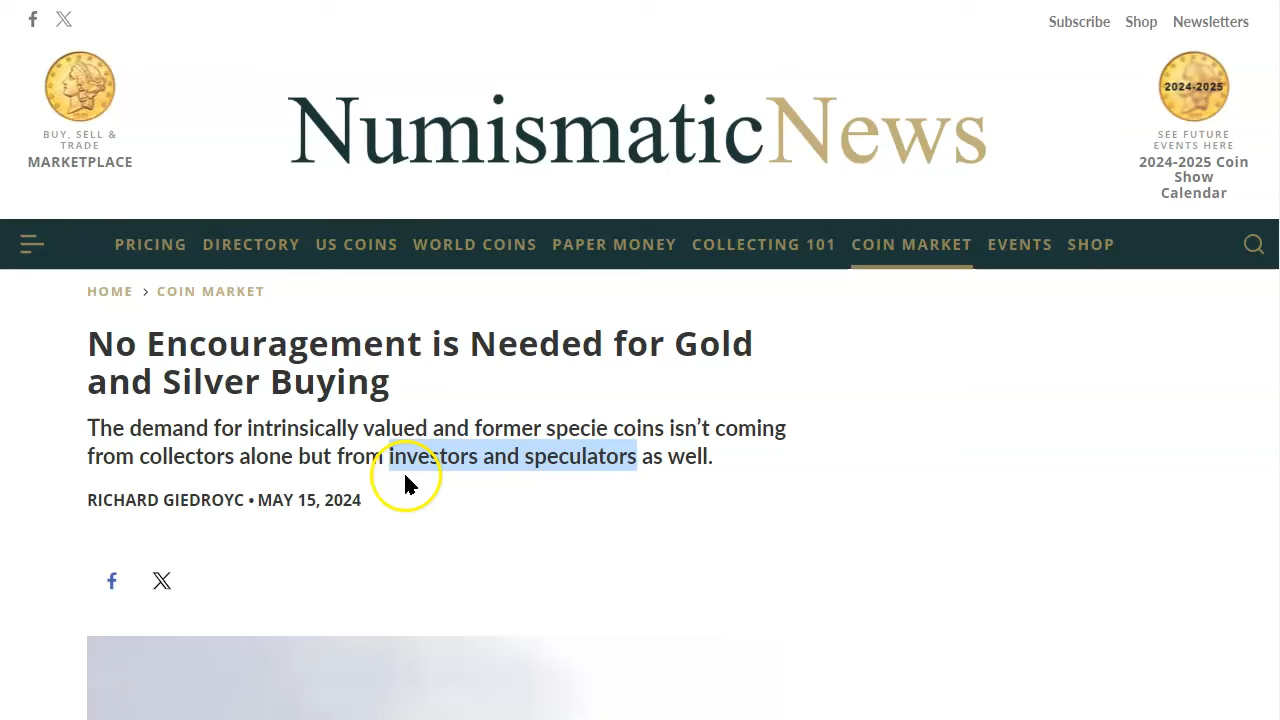 Subscribe Shop Newsletters
BUY, SELL &
TRADE
MARKETPLACE
NumismaticNews
2024-2025
SEE FUTURE
EVENTS HERE
2024-2025 Coin
Show
Calendar
PRICING DIRECTORY US COINS WORLD COINS PAPER MONEY COLLECTING 101 COIN MARKET EVENTS SHOP
HOME > COIN MARKET
No Encouragement is Needed for Gold
and Silver Buying
The demand for intrinsically valued and former specie coins isn’t coming
from collectors alone but from investors and speculators as well.
RICHARD GIEDROYC • MAY 15, 2024